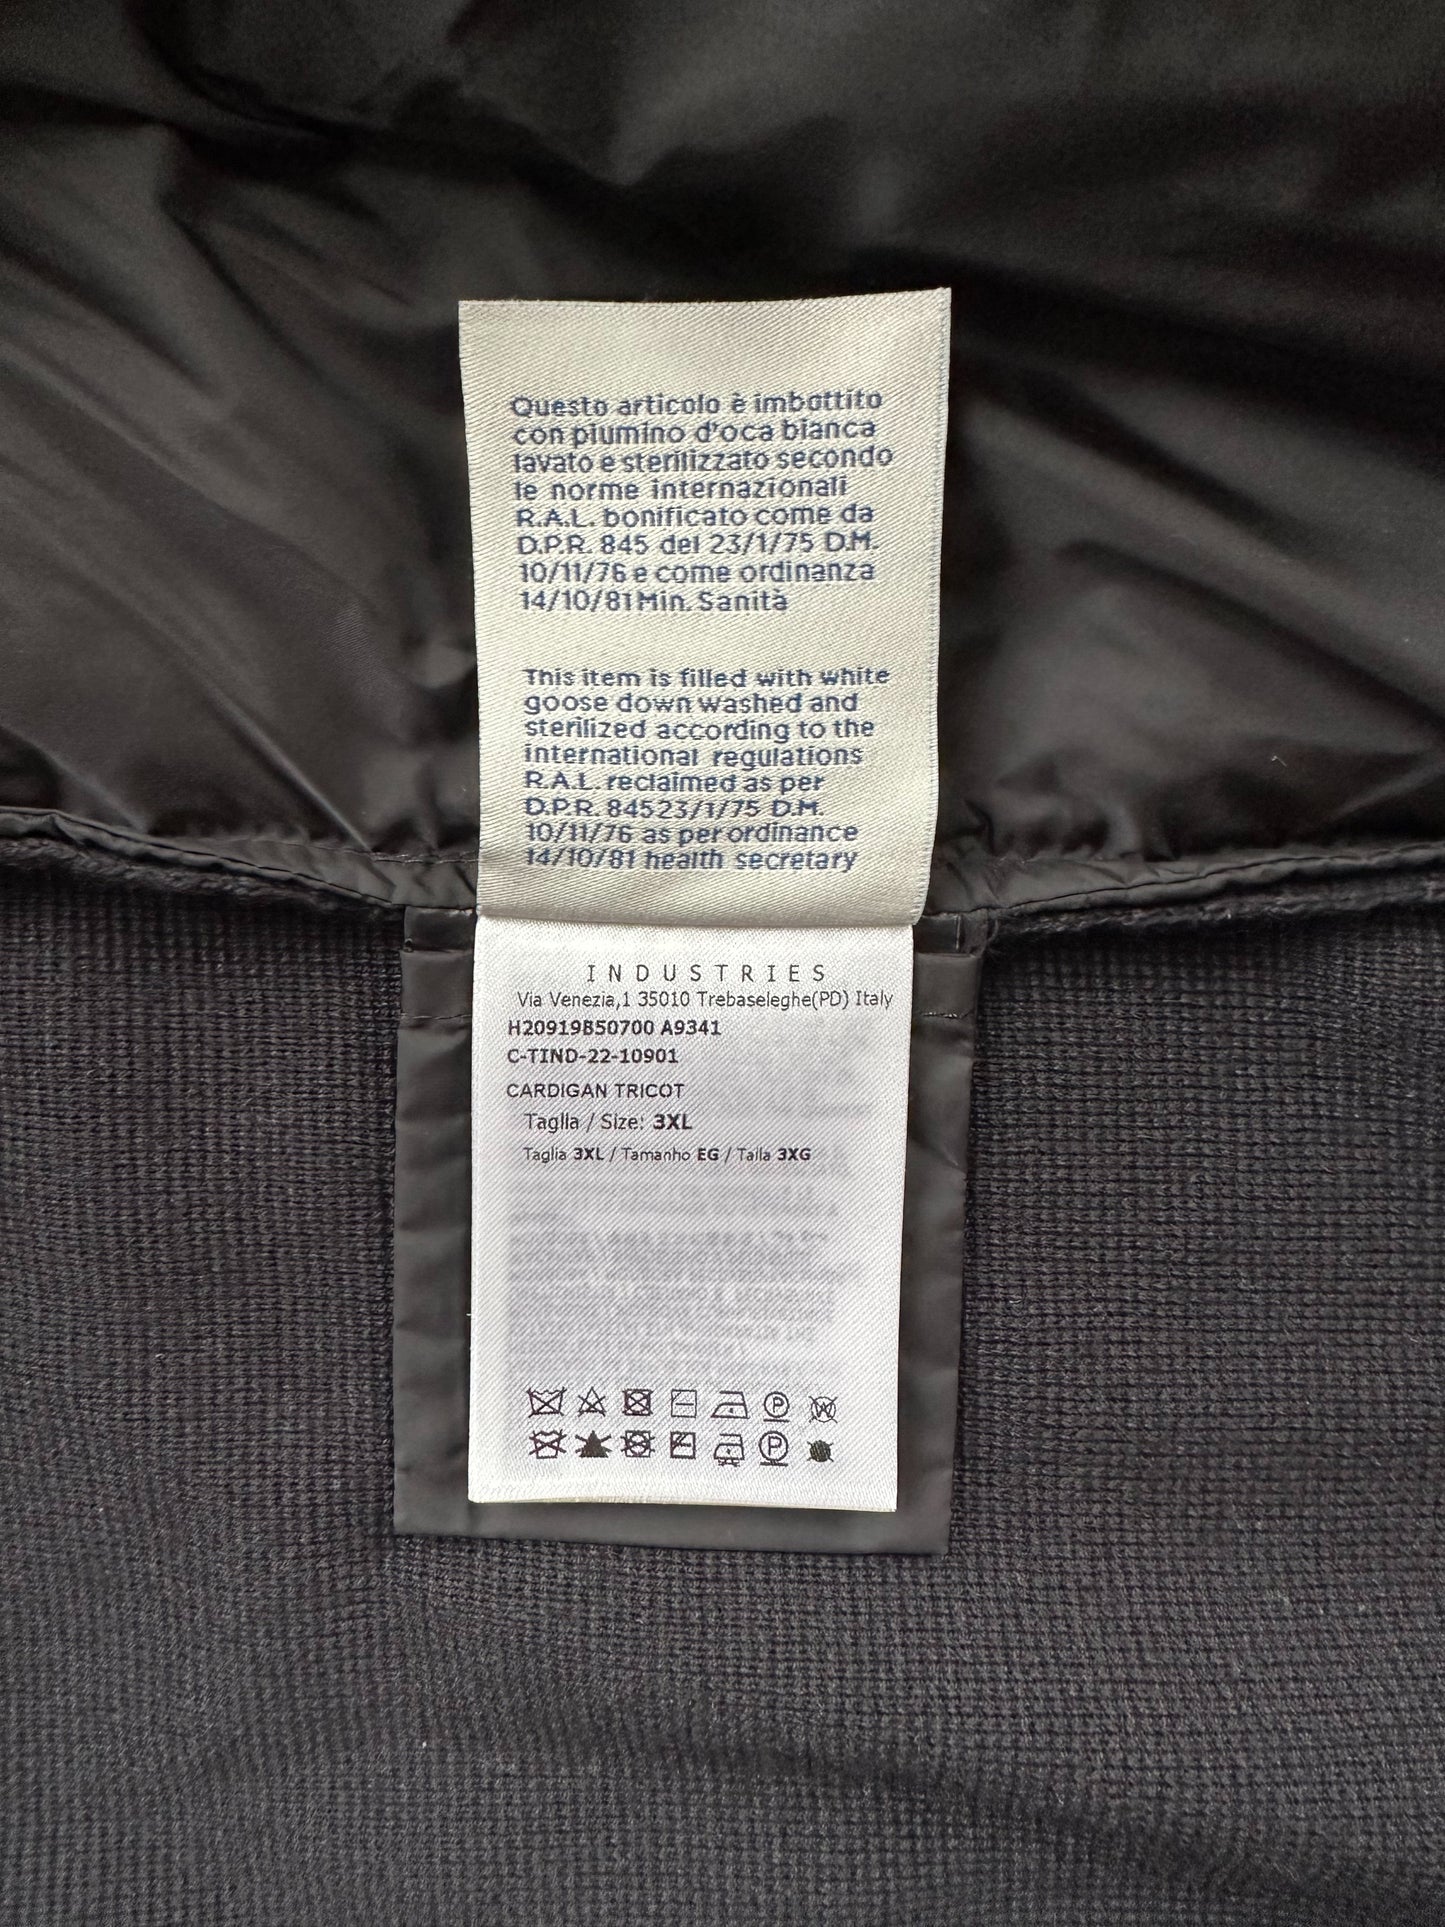 Questo articolo è imbottito
con piumino d'oca bianca
lavato e sterilizzato secondo
le norme internazionali
R.A.L. bonificato come da
D.P.R. 845 del 23/1/75 D.M.
10/11/76 e come ordinanza
14/10/81 Min. Sanità
This item is filled with white
goose down washed and
sterilized according to the
international regulations
R.A.L. reclaimed as per
D.P.R. 845 23/1/75 D.M.
10/11/76 as per ordinance
14/10/81 health secretary
INDUSTRIES
Via Venezia,1 35010 Trebaseleghe(PD) Italy
H20919B50700 A9341
C-TIND-22-10901
CARDIGAN TRICOT
Taglia / Size: 3XL
Taglia 3XL / Tamanho EG / Talla 3XG
P W
P